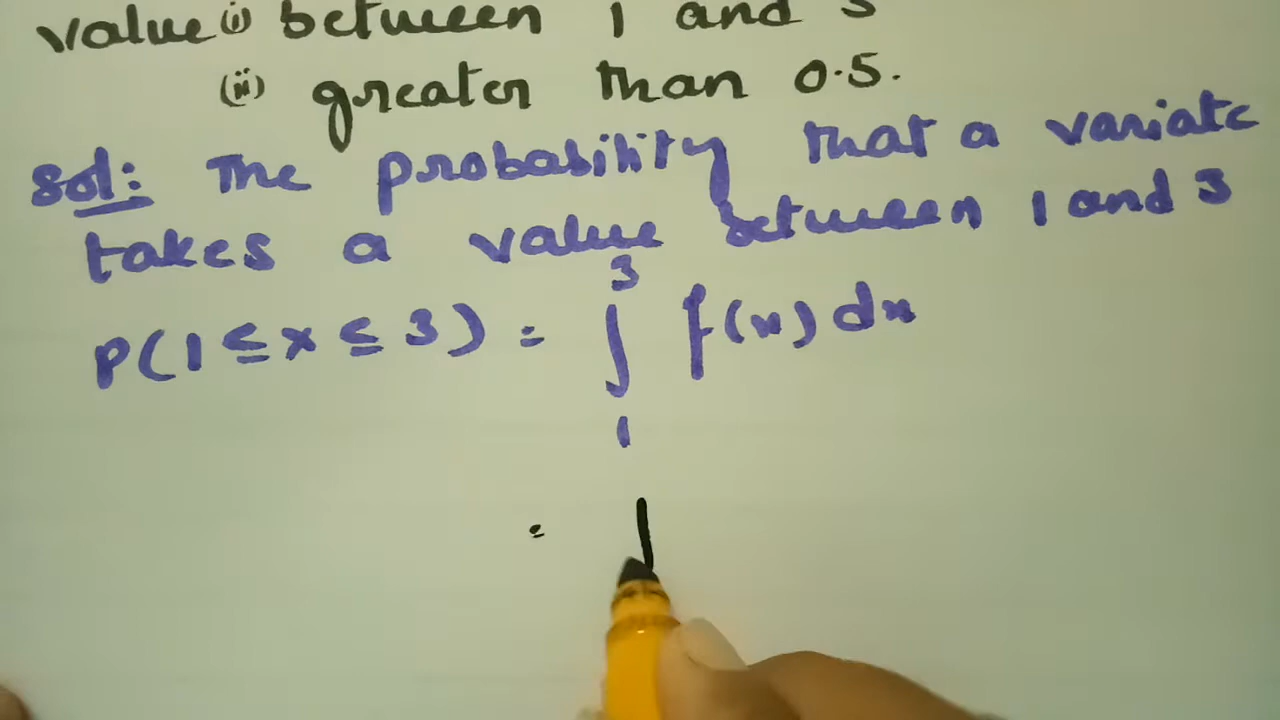 value (i) between 1 and 3
(ii) greater than 0.5.
Sol: The probability that a variate
takes a value between 1 and 3
P(1 ≤ x ≤ 3) = ∫₁³ f(x) dx
= ∫